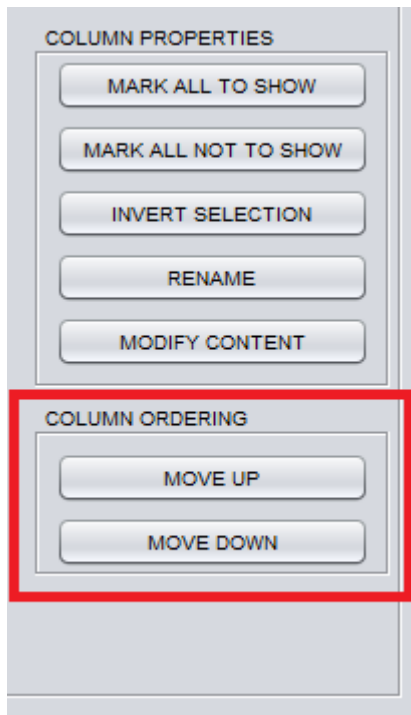 COLUMN PROPERTIES
MARK ALL TO SHOW
MARK ALL NOT TO SHOW
INVERT SELECTION
RENAME
MODIFY CONTENT
COLUMN ORDERING
MOVE UP
MOVE DOWN